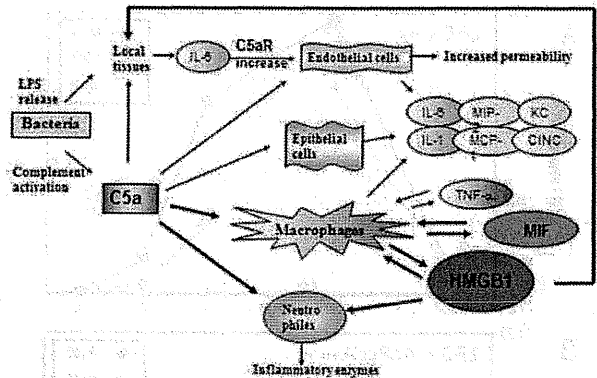 Local
tissues
IL-6
C5aR
increase
Endothelial cells
Increased permeability
LPS
release
Bacteria
Complement
activation
C5a
Epithelial
cells
IL-6
MIP-
KC
IL-1
MCP-
CINC
TNF-α
Macrophages
MIF
HMGB1
Neutro
philes
Inflammatory enzymes